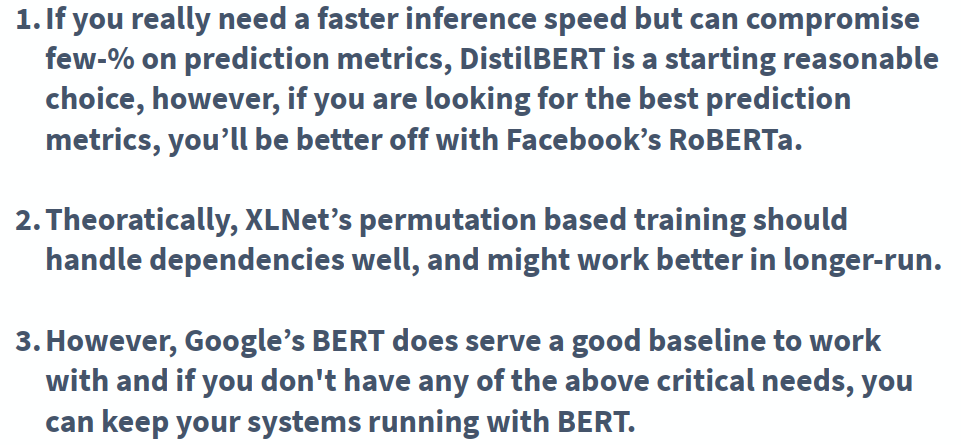 1. If you really need a faster inference speed but can compromise
few-% on prediction metrics, DistilBERT is a starting reasonable
choice, however, if you are looking for the best prediction
metrics, you’ll be better off with Facebook’s RoBERTa.
2. Theoratically, XLNet’s permutation based training should
handle dependencies well, and might work better in longer-run.
3. However, Google’s BERT does serve a good baseline to work
with and if you don't have any of the above critical needs, you
can keep your systems running with BERT.